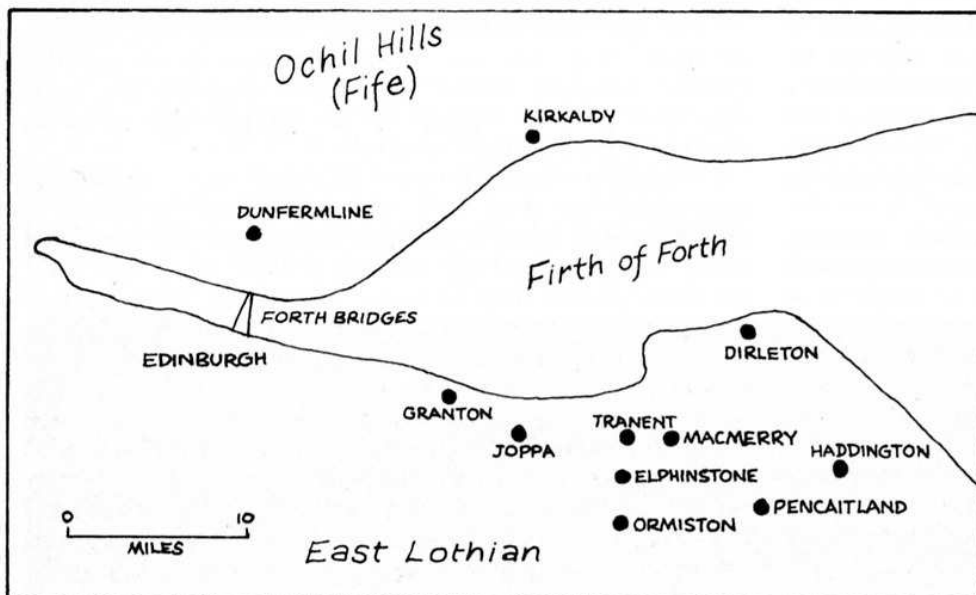 Ochil Hills
(Fife)
KIRKALDY
DUNFERMLINE
Firth of Forth
FORTH BRIDGES
EDINBURGH
DIRLETON
GRANTON
TRANENT
MACMERRY
JOPPA
HADDINGTON
ELPHINSTONE
PENCAITLAND
ORMISTON
0 10
MILES
East Lothian